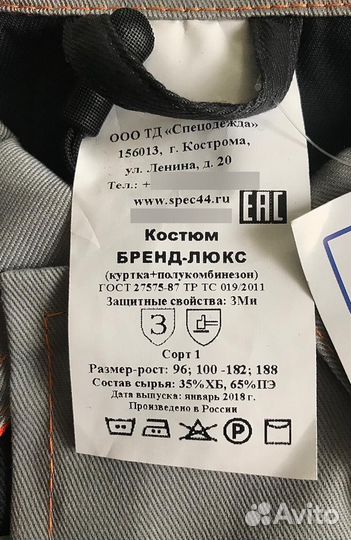 ООО ТД «Спецодежда»
156013, г. Кострома,
ул. Ленина, д. 20
Тел.: +
www.spec44.ru
EAC
Костюм
БРЕНД-ЛЮКС
(куртка+полукомбинезон)
ГОСТ 27575-87 ТР ТС 019/2011
Защитные свойства: ЗМи
З
Сорт 1
Размер-рост: 96; 100 -182; 188
Состав сырья: 35%ХБ, 65%ПЭ
Дата выпуска: январь 2018 г.
Произведено в России
P
Avito